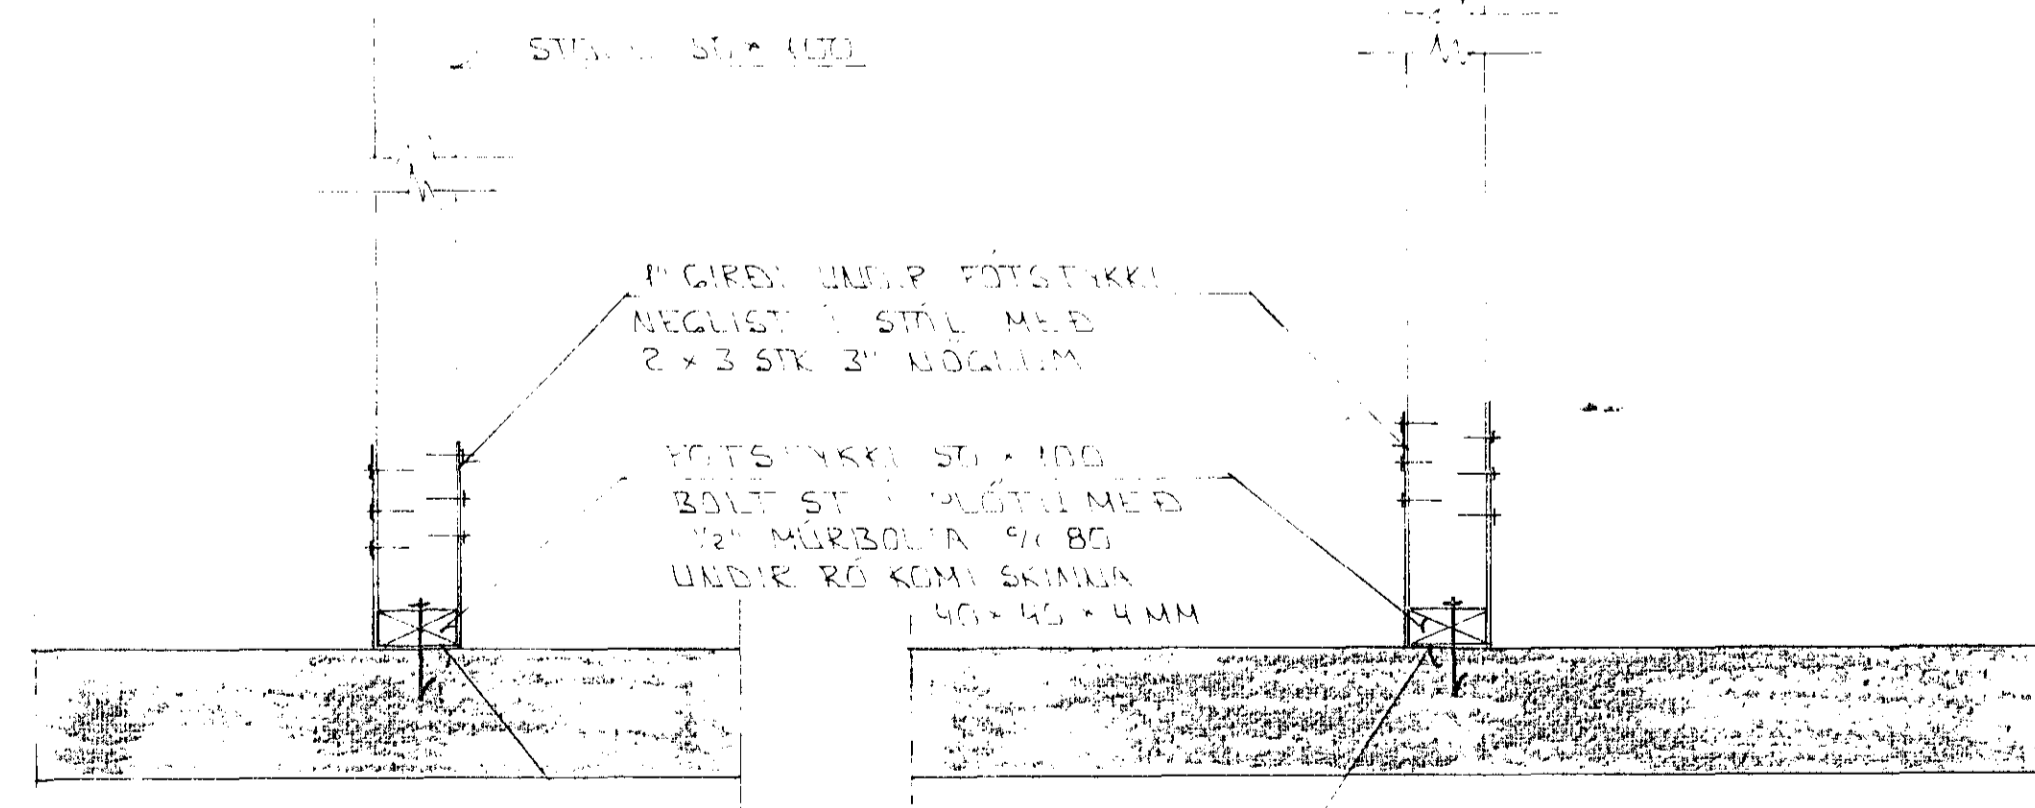 1" GIRÐI UNDIR FÓTSTYKKI
NEGLIST Í STOÐ MEÐ
2 x 3 STK 3" NÖGLUM
FÓTSTYKKI 50 x 100
BOLTIST Í PLÖTU MEÐ
1/2" MÚRBOLTA C/C 80
UNDIR RÓ KOMI SKINNA
40 x 40 x 4 MM